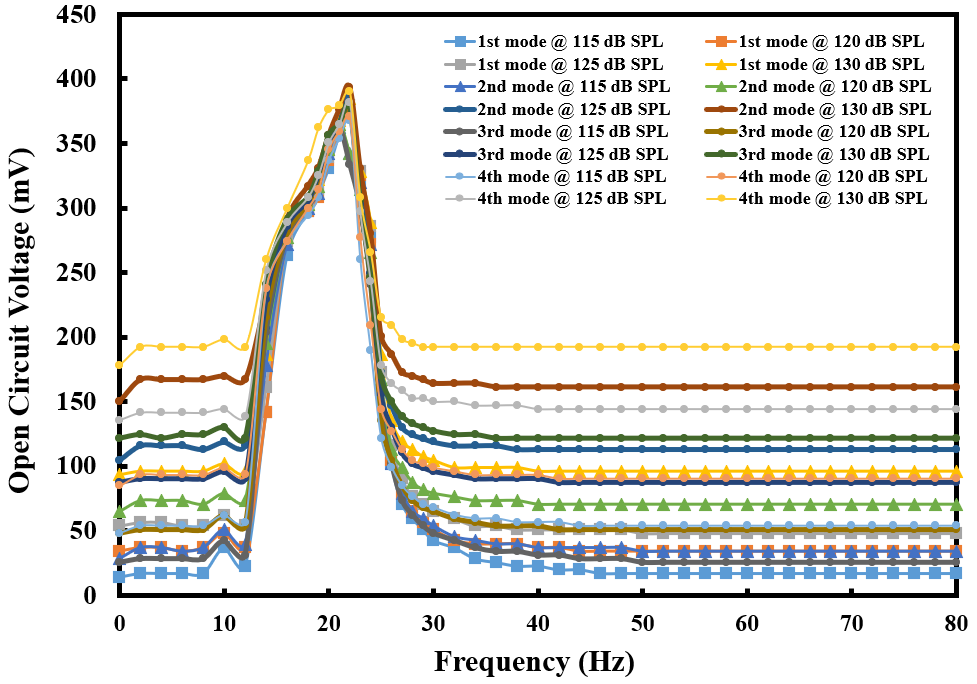 450
400
350
300
250
200
150
100
50
0
Open Circuit Voltage (mV)
1st mode @ 115 dB SPL
1st mode @ 120 dB SPL
1st mode @ 125 dB SPL
1st mode @ 130 dB SPL
2nd mode @ 115 dB SPL
2nd mode @ 120 dB SPL
2nd mode @ 125 dB SPL
2nd mode @ 130 dB SPL
3rd mode @ 115 dB SPL
3rd mode @ 120 dB SPL
3rd mode @ 125 dB SPL
3rd mode @ 130 dB SPL
4th mode @ 115 dB SPL
4th mode @ 120 dB SPL
4th mode @ 125 dB SPL
4th mode @ 130 dB SPL
0 10 20 30 40 50 60 70 80
Frequency (Hz)